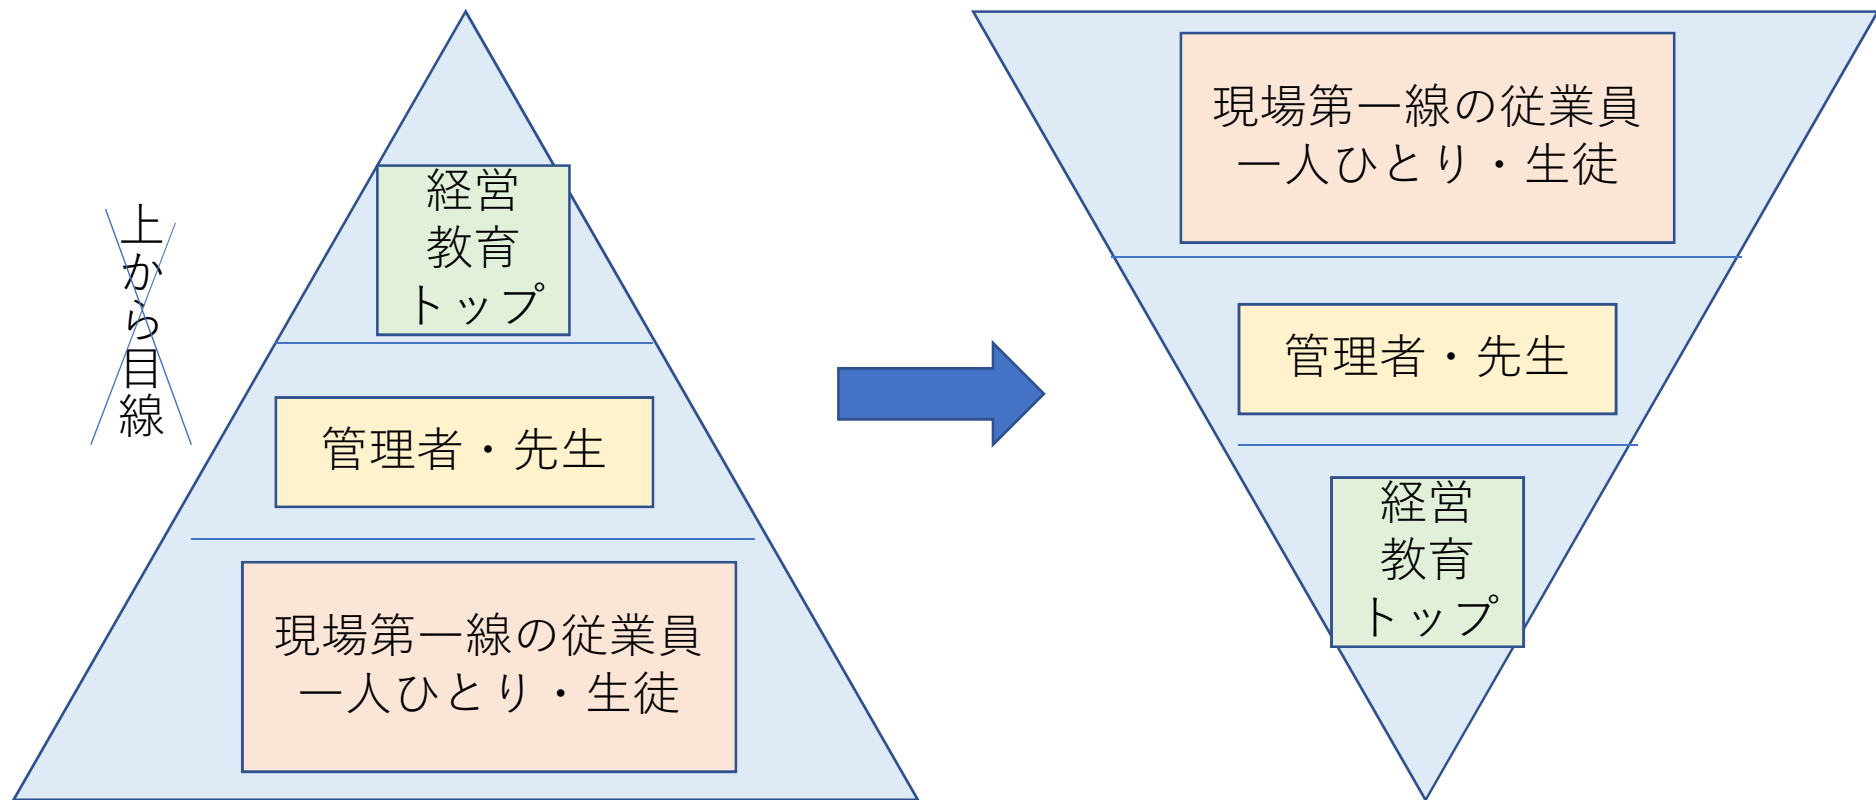 上から目線
経営
教育
トップ
管理者・先生
現場第一線の従業員
一人ひとり・生徒
現場第一線の従業員
一人ひとり・生徒
管理者・先生
経営
教育
トップ